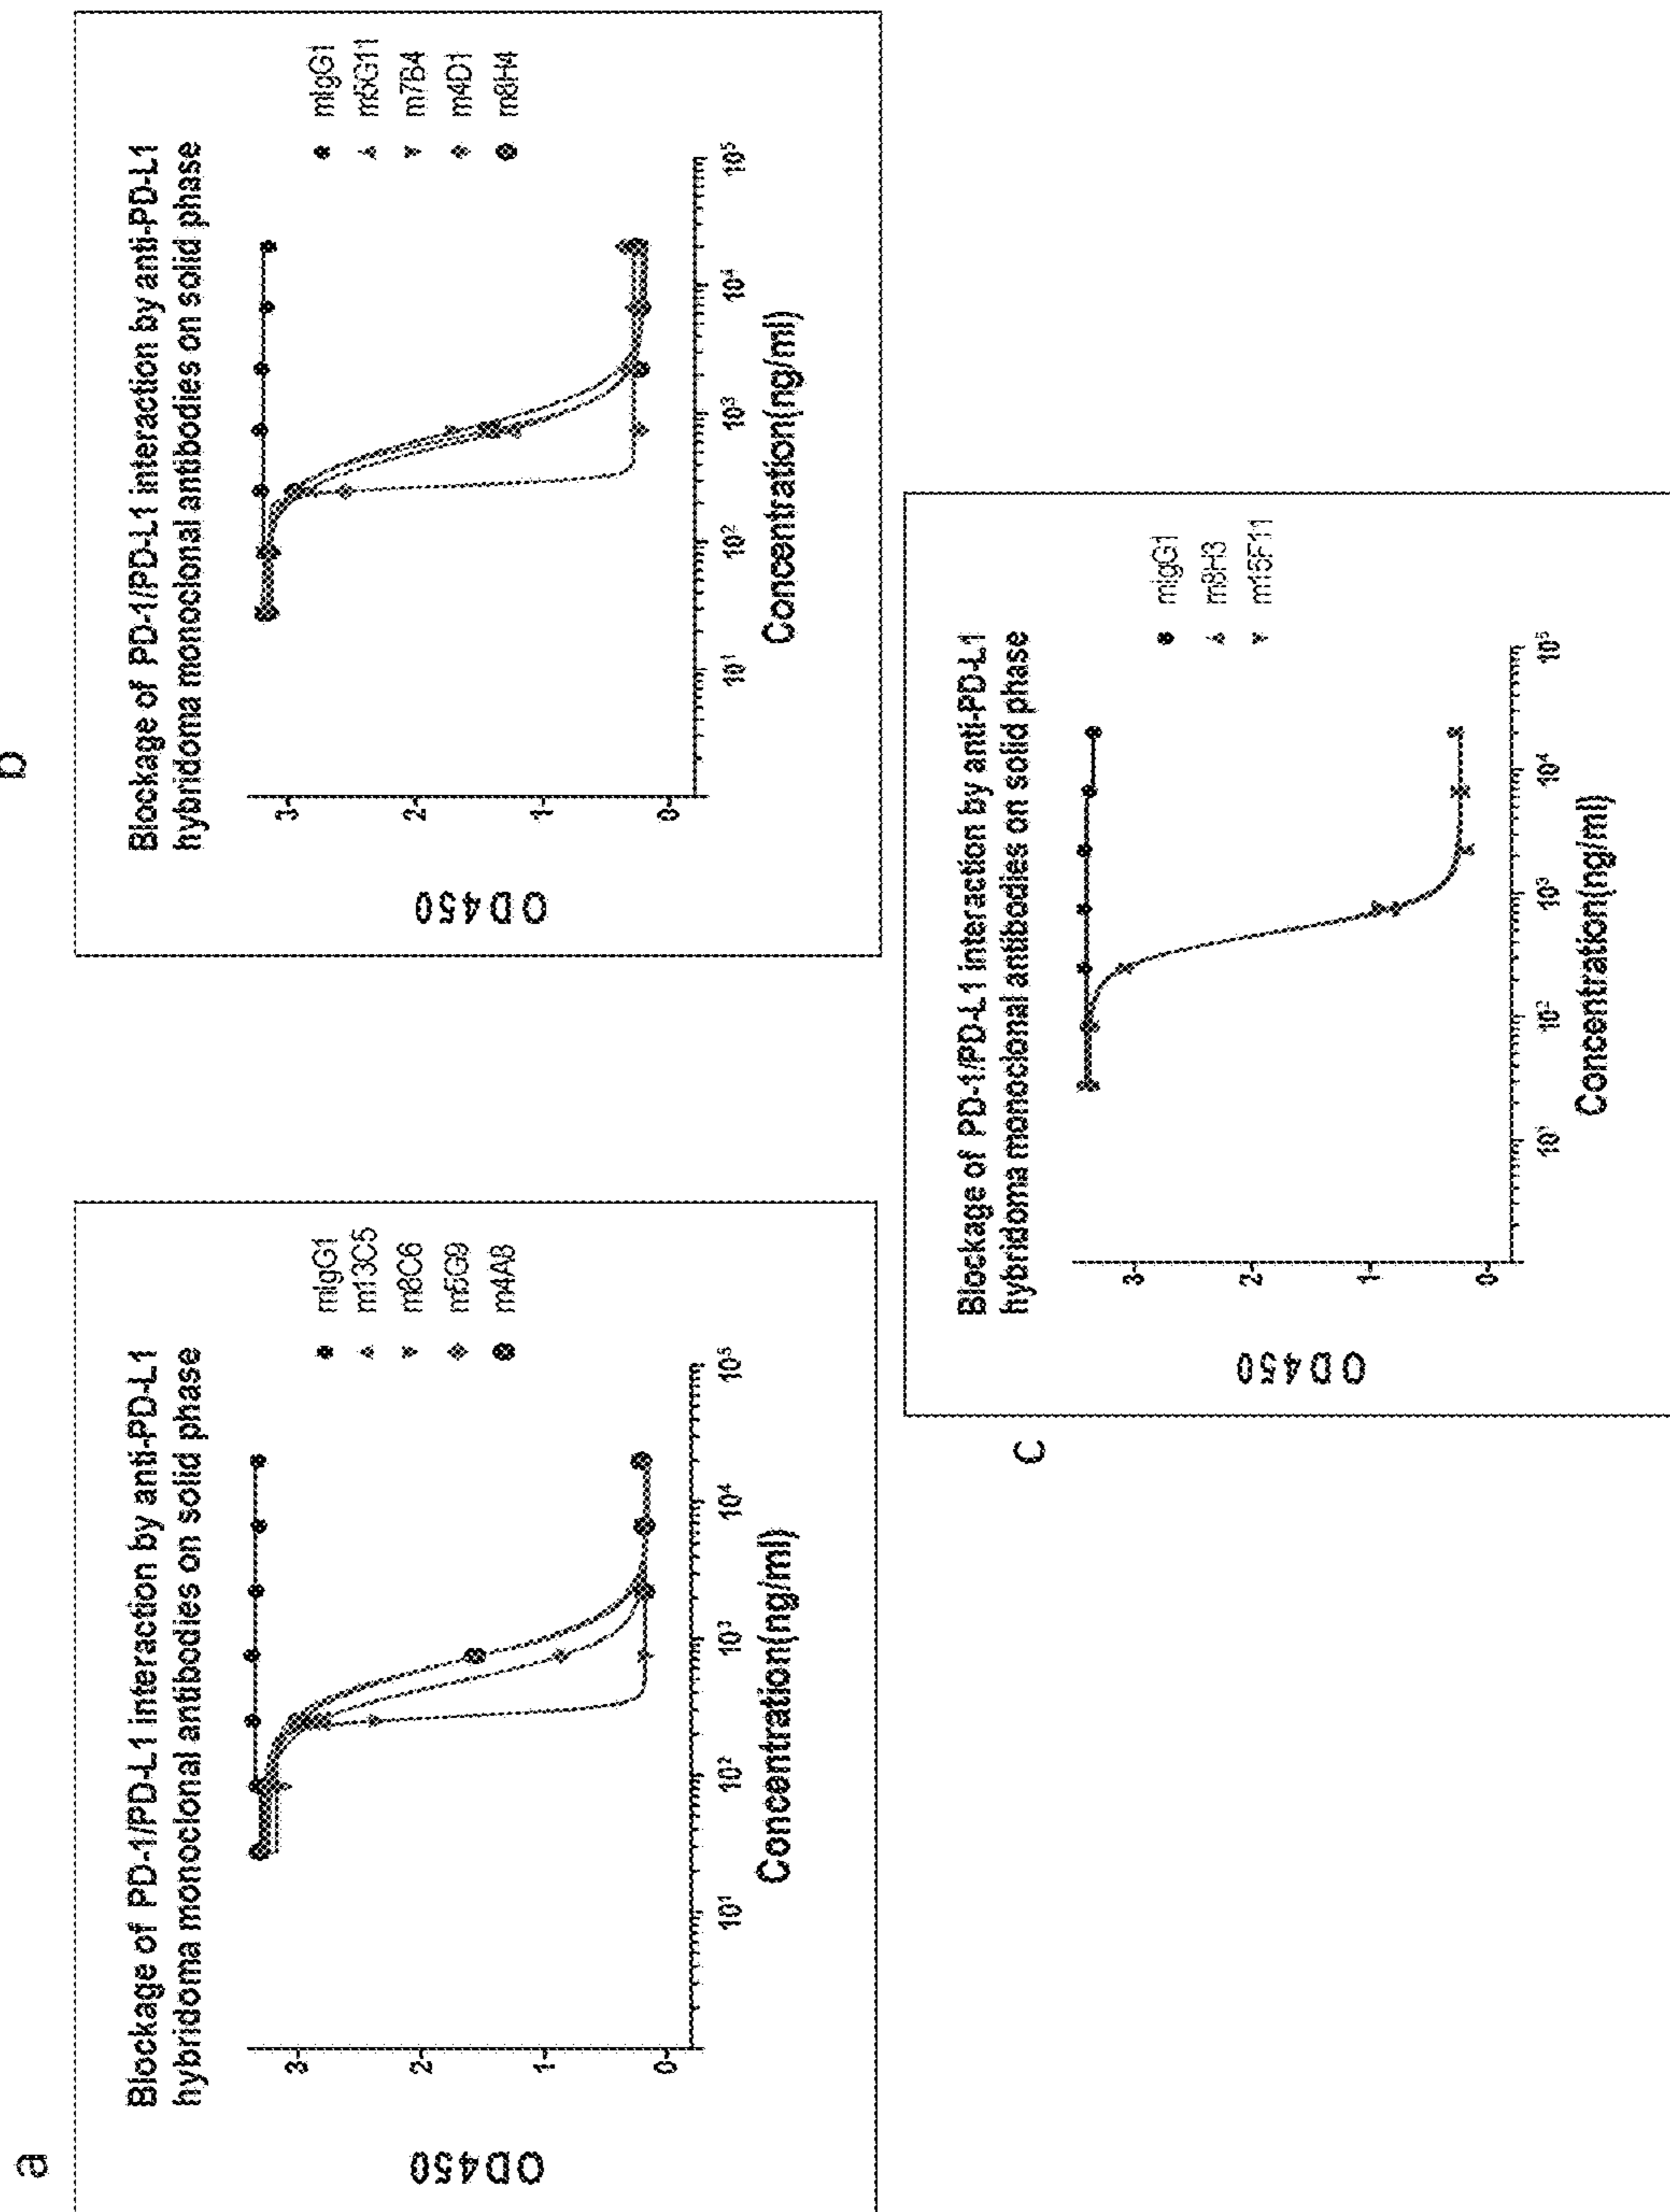 a
Blockage of PD-1/PD-L1 interaction by anti-PD-L1
hybridoma monoclonal antibodies on solid phase
OD450
3
2
1
0
10¹ 10² 10³ 10⁴ 10⁵
Concentration(ng/ml)
mIgG1
m13C5
m8C6
m5G9
m4A8
b
Blockage of PD-1/PD-L1 interaction by anti-PD-L1
hybridoma monoclonal antibodies on solid phase
OD450
3
2
1
0
10¹ 10² 10³ 10⁴ 10⁵
Concentration(ng/ml)
mIgG1
m5G11
m7B4
m4D1
m8H4
c
Blockage of PD-1/PD-L1 interaction by anti-PD-L1
hybridoma monoclonal antibodies on solid phase
OD450
3
2
1
0
10¹ 10² 10³ 10⁴ 10⁵
Concentration(ng/ml)
mIgG1
m8H3
m15F11